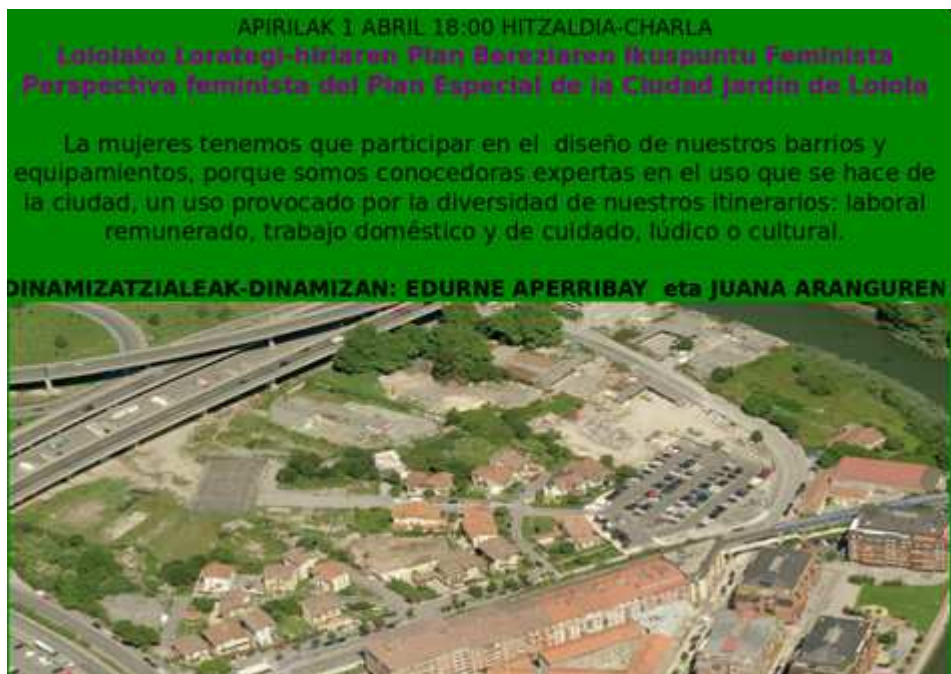 APIRILAK 1 ABRIL 18:00 HITZALDIA-CHARLA
Loiolako Lorategi-hiriaren Plan Bereziaren Ikuspuntu Feminista
Perspectiva feminista del Plan Especial de la Ciudad Jardín de Loiola
La mujeres tenemos que participar en el diseño de nuestros barrios y
equipamientos, porque somos conocedoras expertas en el uso que se hace de
la ciudad, un uso provocado por la diversidad de nuestros itinerarios: laboral
remunerado, trabajo doméstico y de cuidado, lúdico o cultural.
DINAMIZATZIALEAK-DINAMIZAN: EDURNE APERRIBAY eta JUANA ARANGUREN